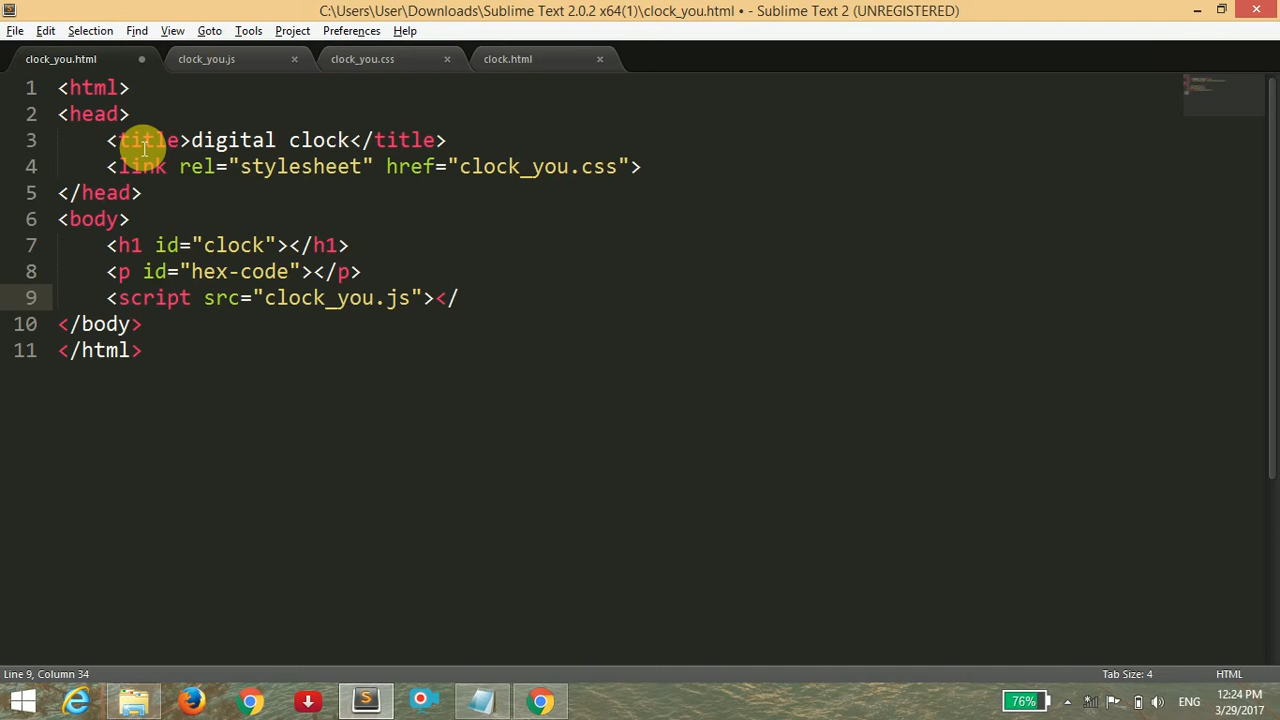 C:\Users\User\Downloads\Sublime Text 2.0.2 x64(1)\clock_you.html • - Sublime Text 2 (UNREGISTERED)
File Edit Selection Find View Goto Tools Project Preferences Help
clock_you.html clock_you.js clock_you.css clock.html
1 <html>
2 <head>
3 <title>digital clock</title>
4 <link rel="stylesheet" href="clock_you.css">
5 </head>
6 <body>
7 <h1 id="clock"></h1>
8 <p id="hex-code"></p>
9 <script src="clock_you.js"></
10 </body>
11 </html>
Line 9, Column 34 Tab Size: 4 HTML
76% ENG 12:24 PM
3/29/2017